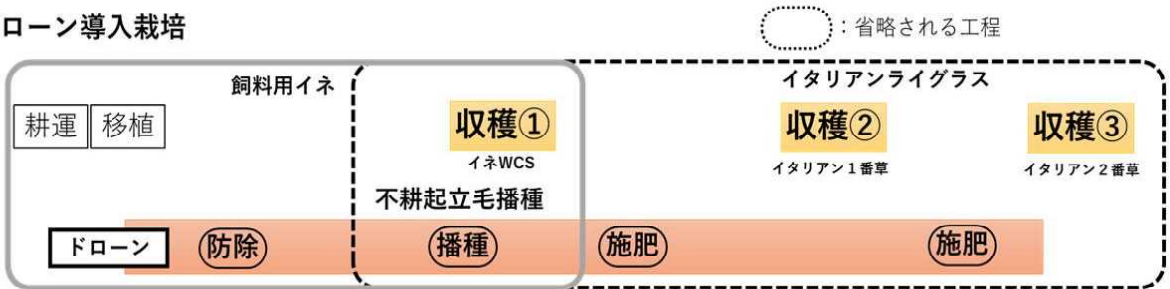 ローン導入栽培
:省略される工程
飼料用イネ
イタリアンライグラス
耕運 移植
収穫①
収穫②
収穫③
イネWCS
イタリアン1番草
イタリアン2番草
不耕起立毛播種
ドローン
防除
播種
施肥
施肥